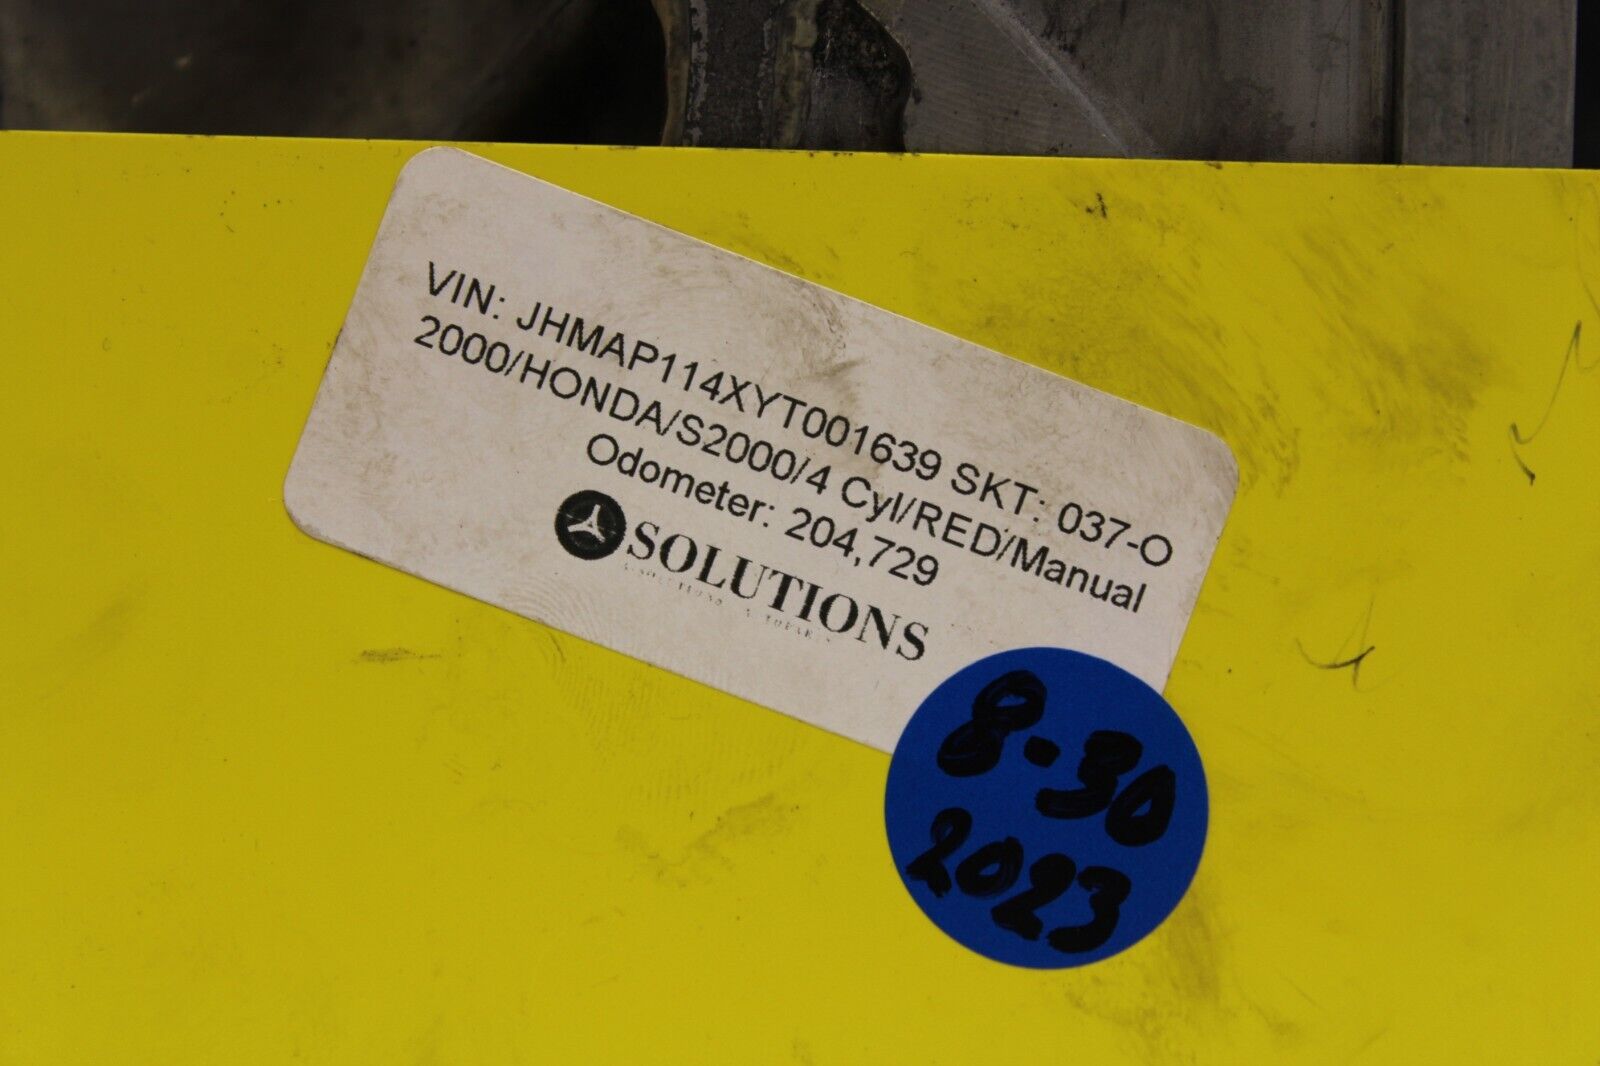 VIN: JHMAP114XYT001639 SKT: 037-O
2000/HONDA/S2000/4 Cyl/RED/Manual
Odometer: 204,729
SOLUTIONS
8-30
2023